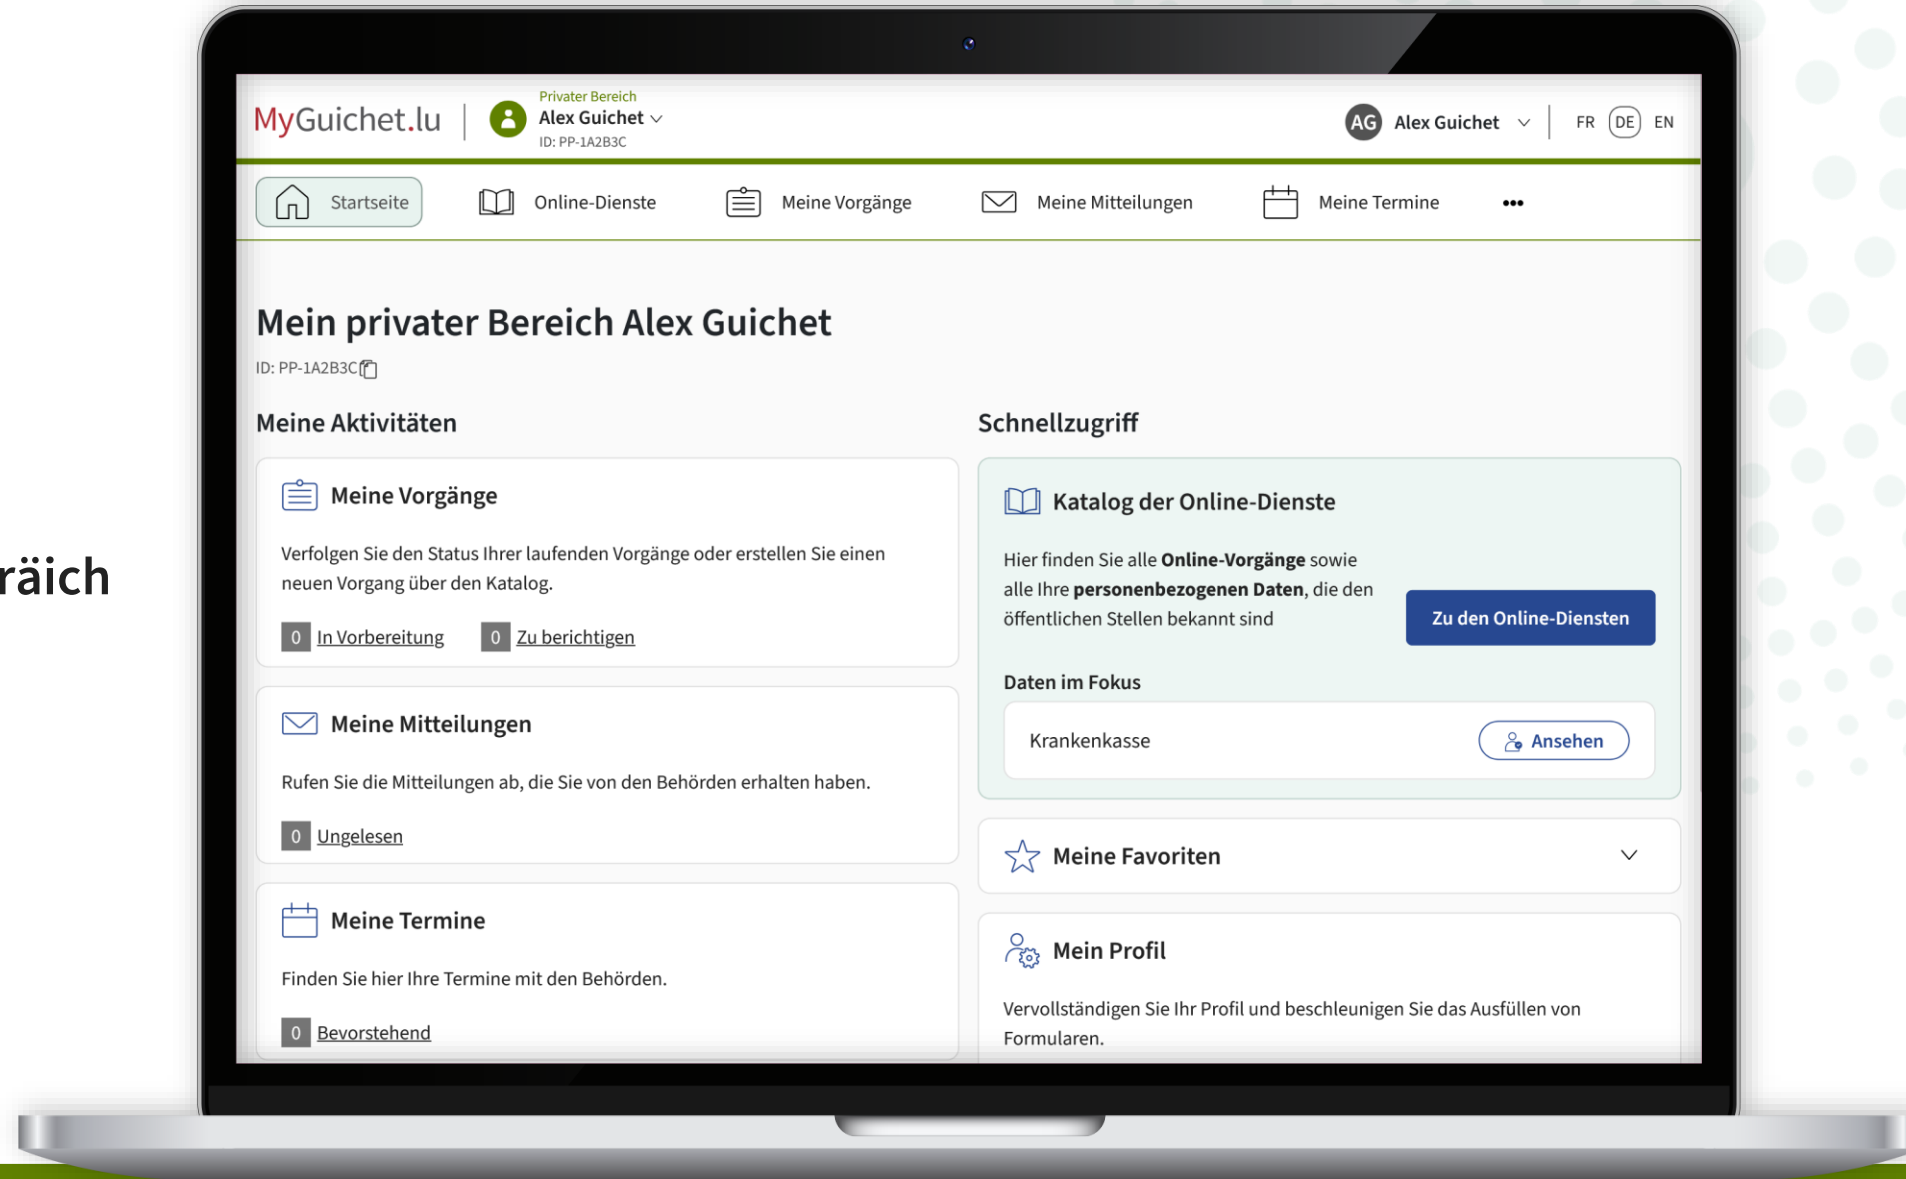 MyGuichet.lu
Privater Bereich
Alex Guichet
ID: PP-1A2B3C
AG Alex Guichet
FR DE EN
Startseite
Online-Dienste
Meine Vorgänge
Meine Mitteilungen
Meine Termine
Mein privater Bereich Alex Guichet
ID: PP-1A2B3C
Meine Aktivitäten
Meine Vorgänge
Verfolgen Sie den Status Ihrer laufenden Vorgänge oder erstellen Sie einen
neuen Vorgang über den Katalog.
0 In Vorbereitung 0 Zu berichtigen
Meine Mitteilungen
Rufen Sie die Mitteilungen ab, die Sie von den Behörden erhalten haben.
0 Ungelesen
Meine Termine
Finden Sie hier Ihre Termine mit den Behörden.
0 Bevorstehend
Schnellzugriff
Katalog der Online-Dienste
Hier finden Sie alle Online-Vorgänge sowie
alle Ihre personenbezogenen Daten, die den
öffentlichen Stellen bekannt sind
Zu den Online-Diensten
Daten im Fokus
Krankenkasse
Ansehen
Meine Favoriten
Mein Profil
Vervollständigen Sie Ihr Profil und beschleunigen Sie das Ausfüllen von
Formularen.
räich